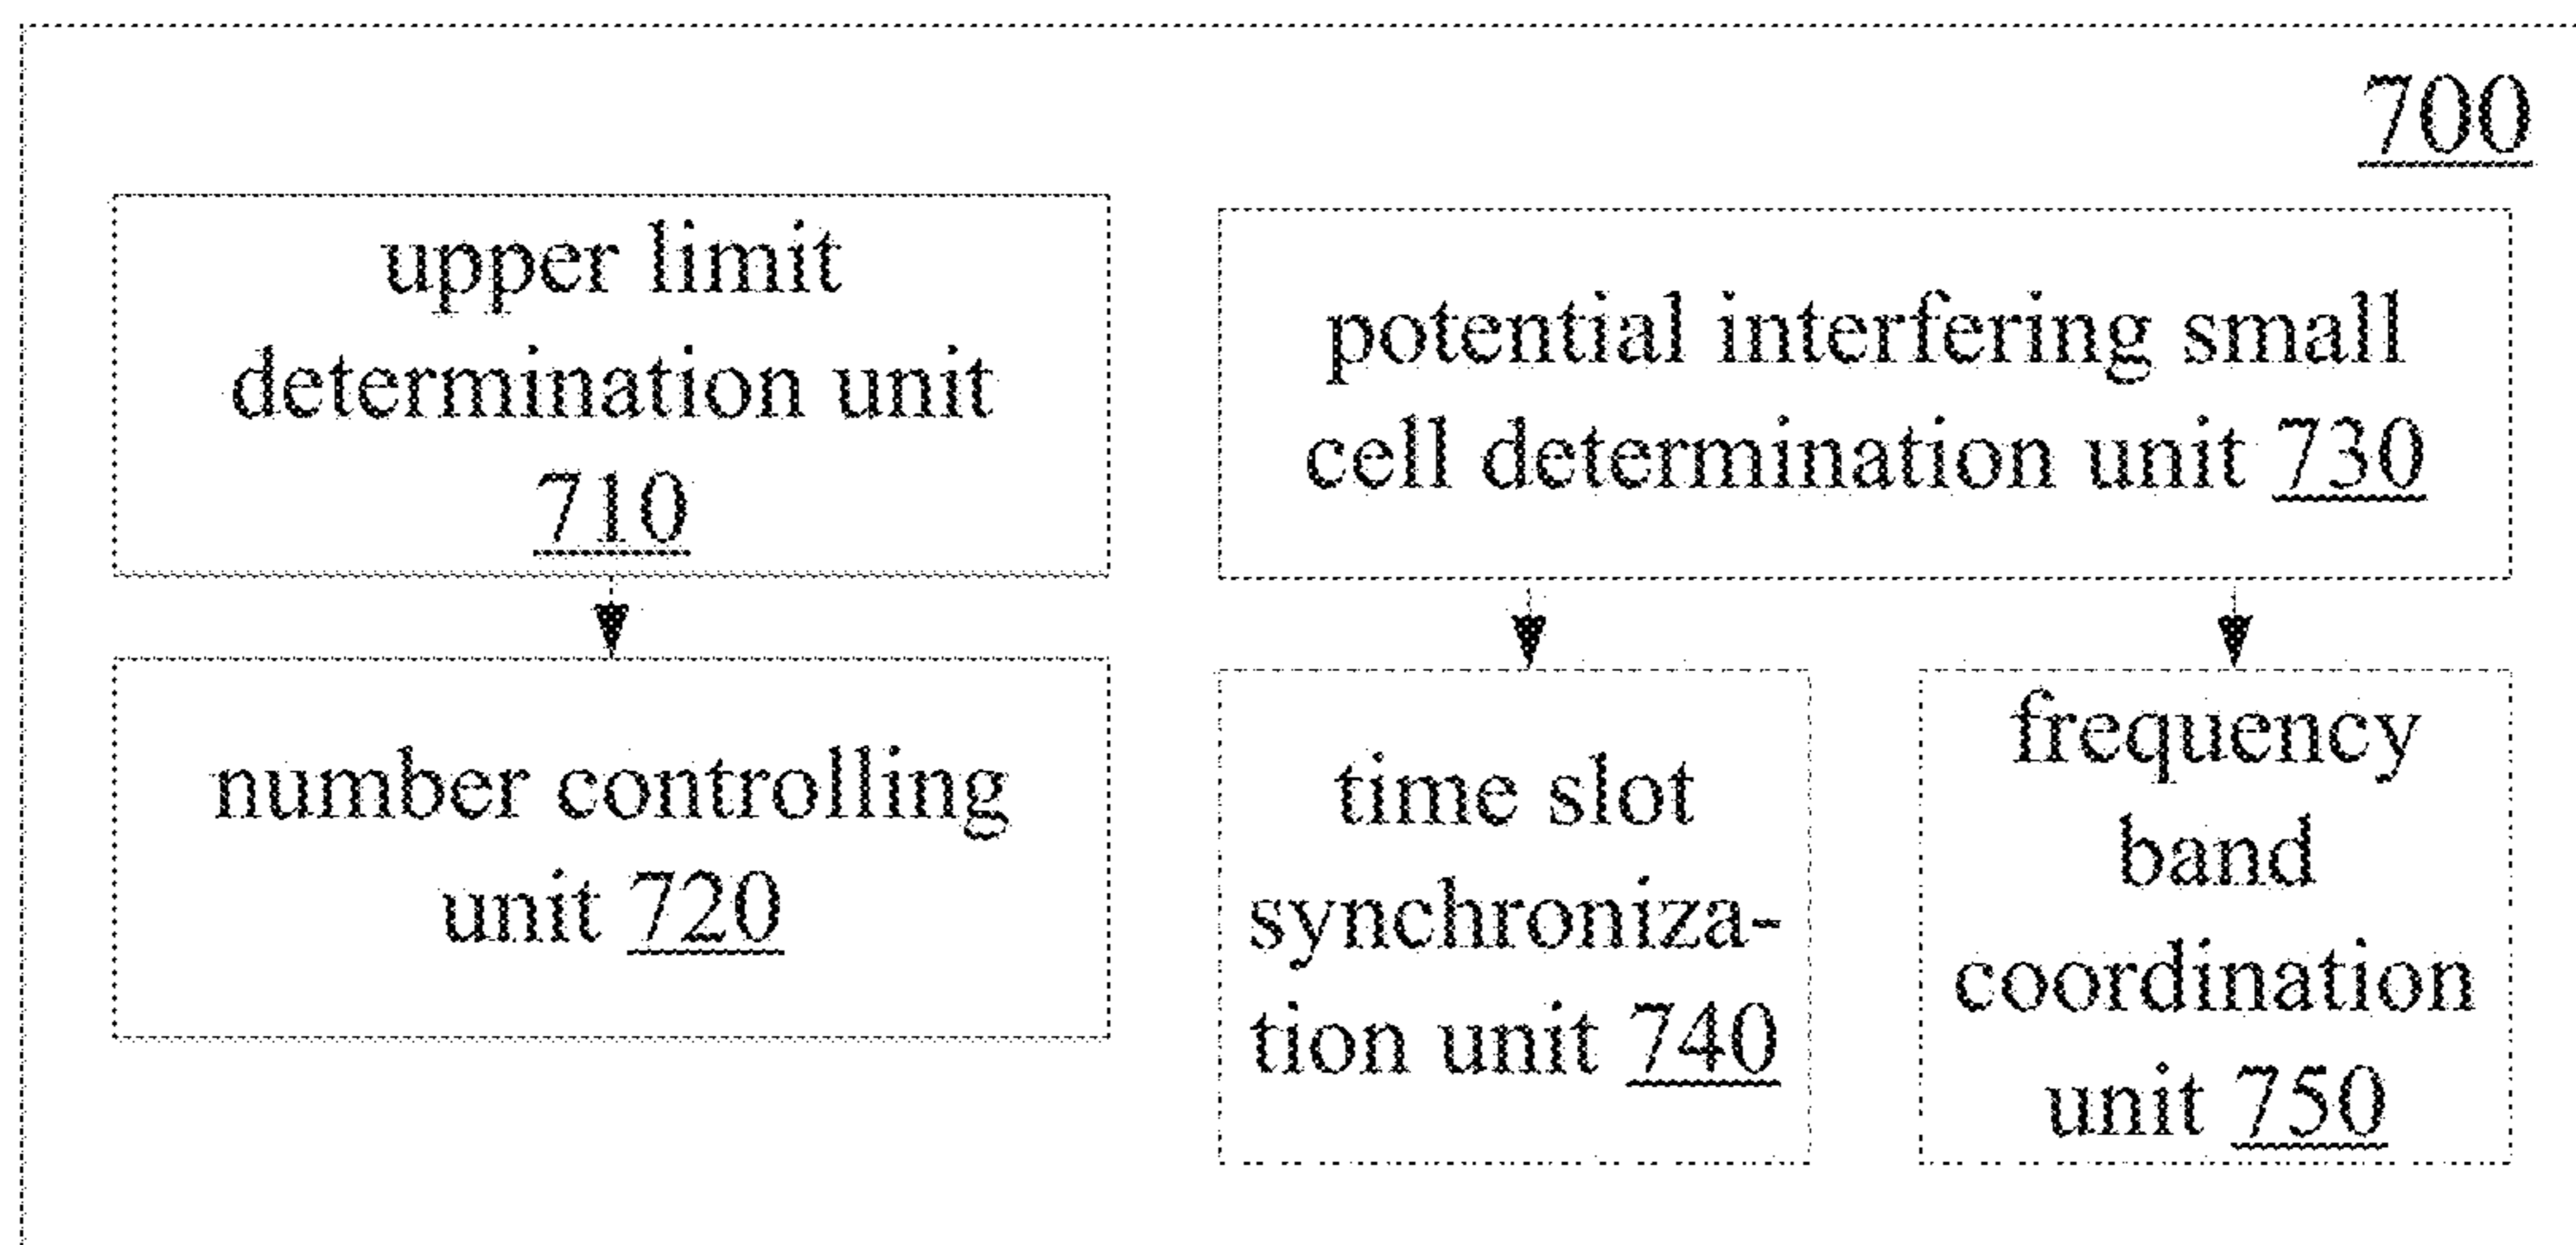 700
upper limit
determination unit
710
potential interfering small
cell determination unit 730
number controlling
unit 720
time slot
synchroniza-
tion unit 740
frequency
band
coordination
unit 750